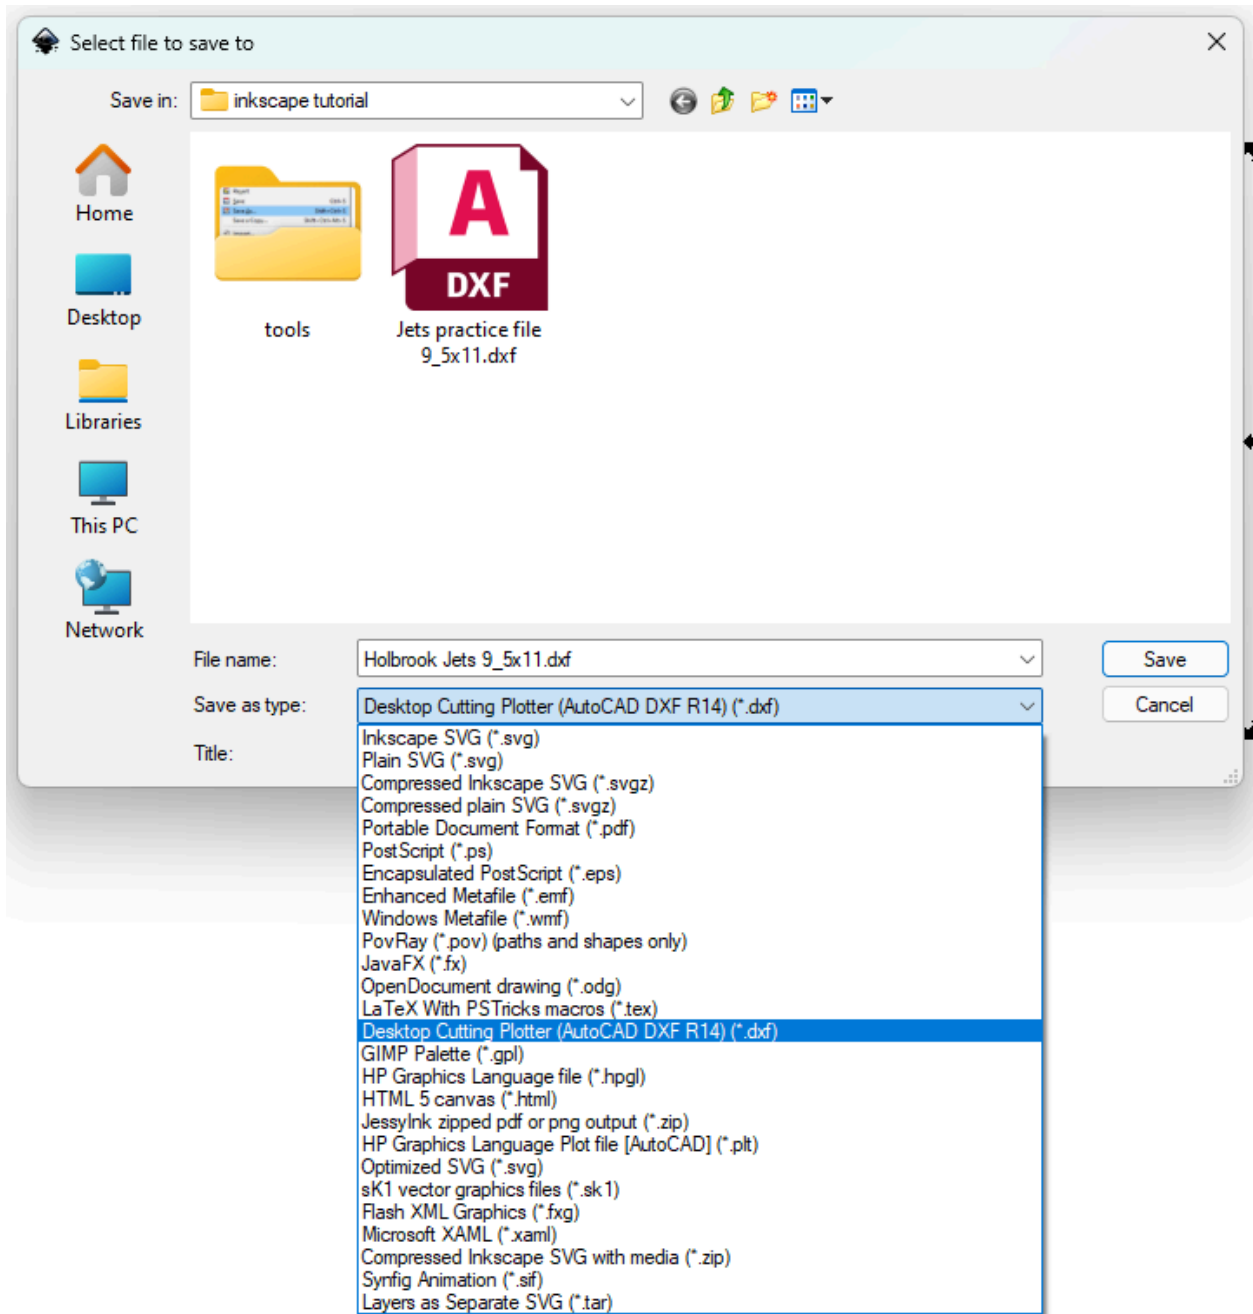 Select file to save to
Save in: inkscape tutorial
Home
Desktop
Libraries
This PC
Network
A
DXF
tools
Jets practice file
9_5x11.dxf
File name: Holbrook Jets 9_5x11.dxf Save
Save as type: Desktop Cutting Plotter (AutoCAD DXF R14) (*.dxf) Cancel
Title:
Inkscape SVG (*.svg)
Plain SVG (*.svg)
Compressed Inkscape SVG (*.svgz)
Compressed plain SVG (*.svgz)
Portable Document Format (*.pdf)
PostScript (*.ps)
Encapsulated PostScript (*.eps)
Enhanced Metafile (*.emf)
Windows Metafile (*.wmf)
PovRay (*.pov) (paths and shapes only)
JavaFX (*.fx)
OpenDocument drawing (*.odg)
LaTeX With PSTricks macros (*.tex)
Desktop Cutting Plotter (AutoCAD DXF R14) (*.dxf)
GIMP Palette (*.gpl)
HP Graphics Language file (*.hpgl)
HTML 5 canvas (*.html)
JessyInk zipped pdf or png output (*.zip)
HP Graphics Language Plot file [AutoCAD] (*.plt)
Optimized SVG (*.svg)
sK1 vector graphics files (*.sk1)
Flash XML Graphics (*.fxg)
Microsoft XAML (*.xaml)
Compressed Inkscape SVG with media (*.zip)
Synfig Animation (*.sif)
Layers as Separate SVG (*.tar)